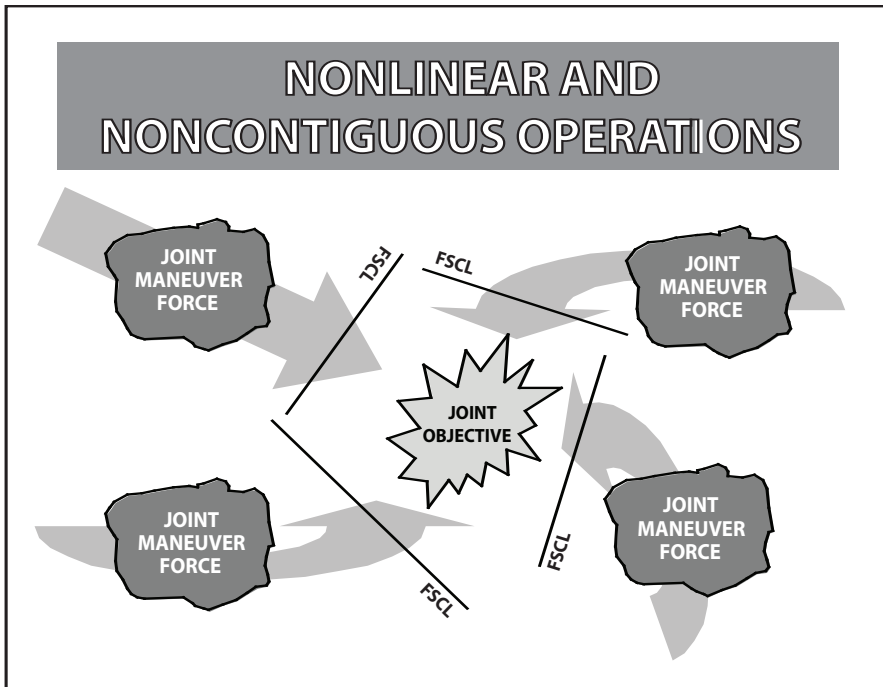 NONLINEAR AND
NONCONTIGUOUS OPERATIONS
JOINT
MANEUVER
FORCE
FSCL
FSCL
JOINT
MANEUVER
FORCE
JOINT
OBJECTIVE
JOINT
MANEUVER
FORCE
FSCL
FSCL
JOINT
MANEUVER
FORCE